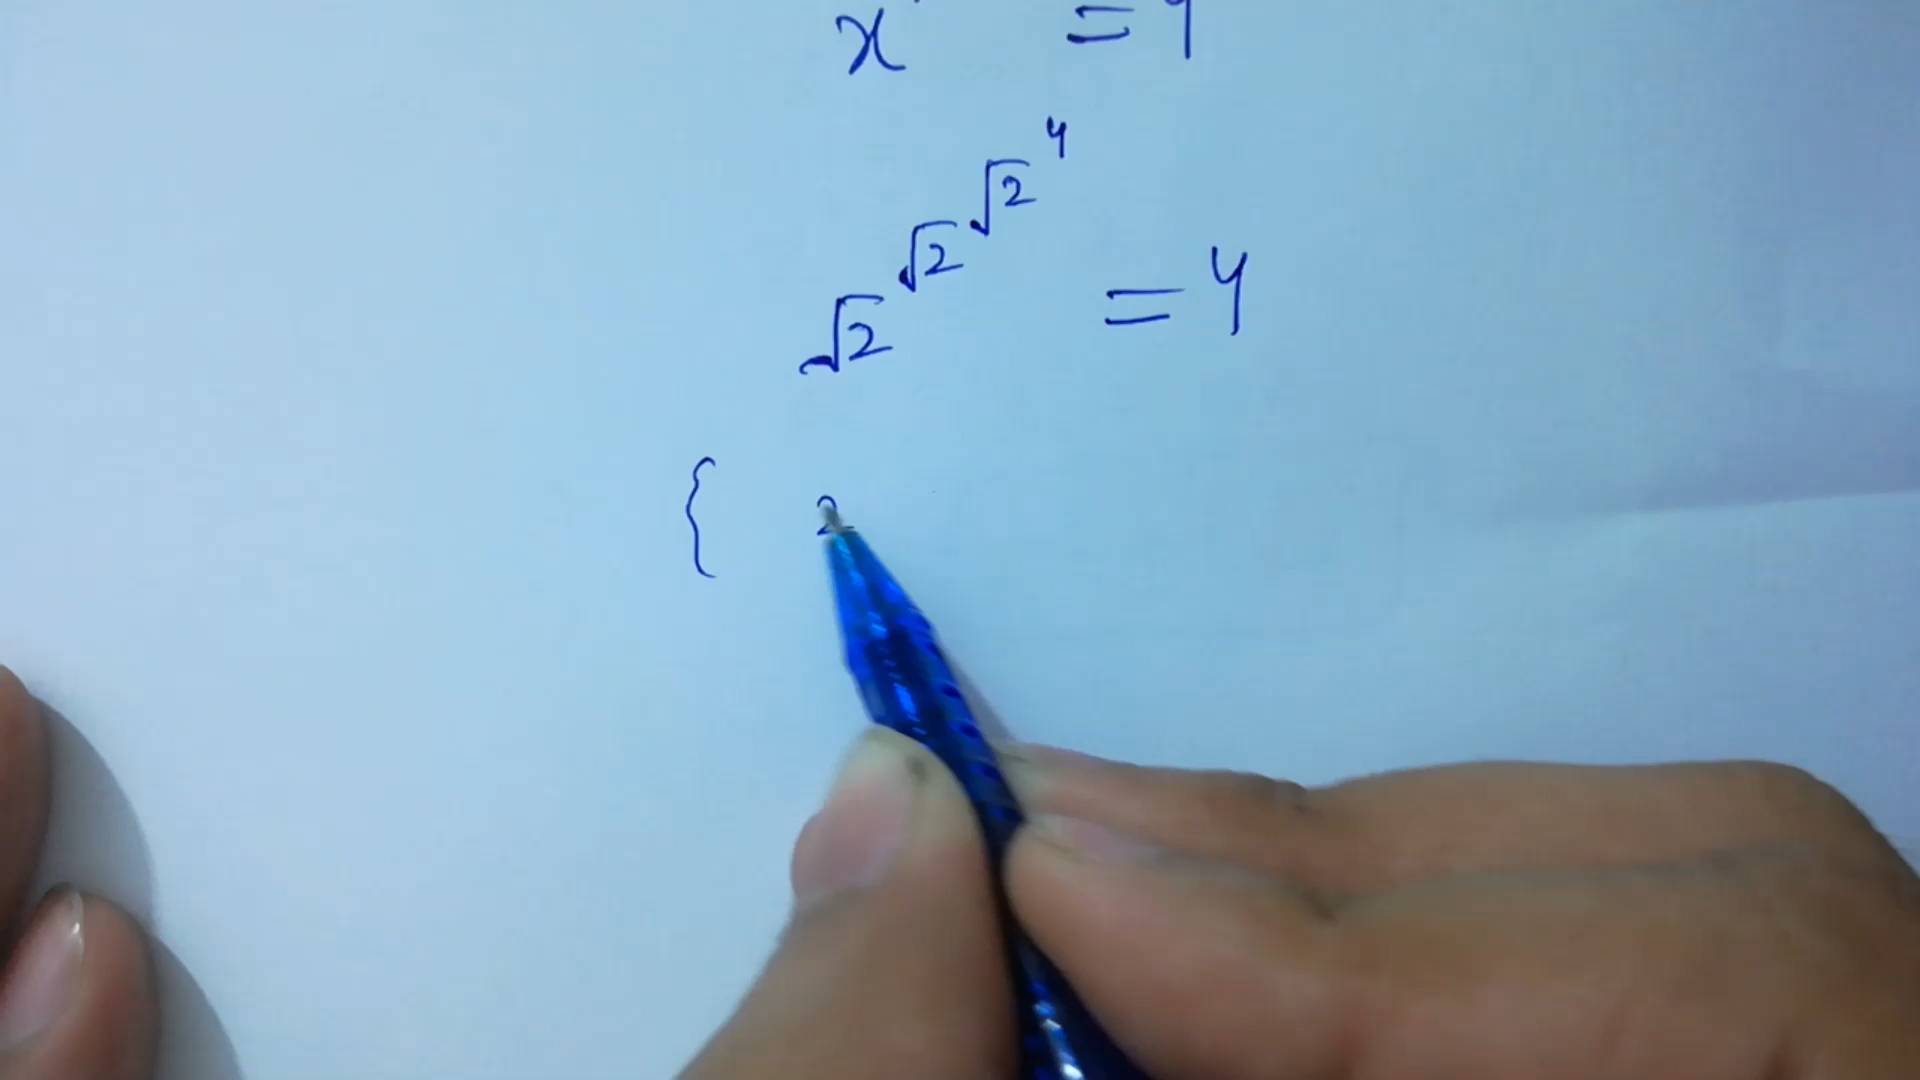 x = 4
√2^√2^√2^4 = 4
{ 2